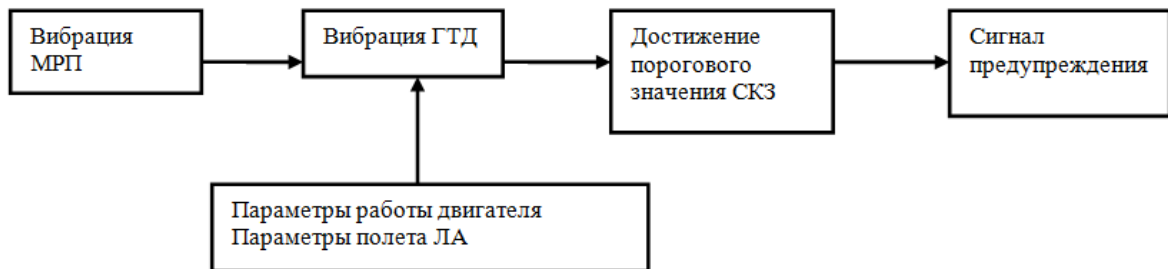 Вибрация
МРП
Вибрация ГТД
Достижение
порогового
значения СКЗ
Сигнал
предупреждения
Параметры работы двигателя
Параметры полета ЛА